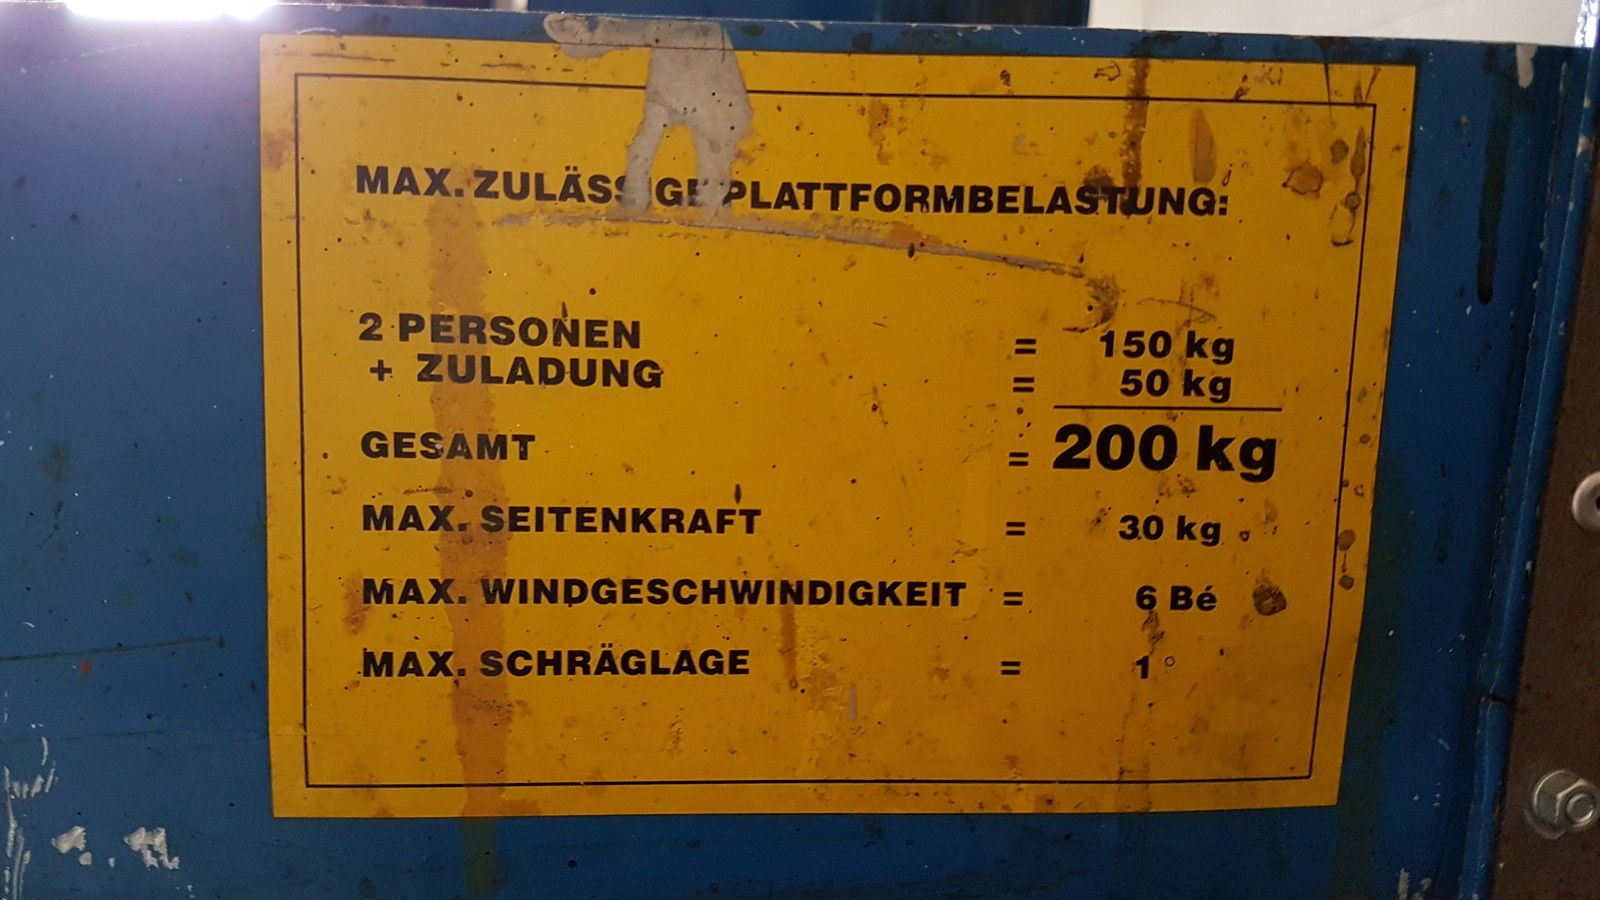 MAX. ZULÄSSIGE PLATTFORMBELASTUNG:
2 PERSONEN = 150 kg
+ ZULADUNG = 50 kg
GESAMT = 200 kg
MAX. SEITENKRAFT = 30 kg
MAX. WINDGESCHWINDIGKEIT = 6 Bé
MAX. SCHRÄGLAGE = 1°